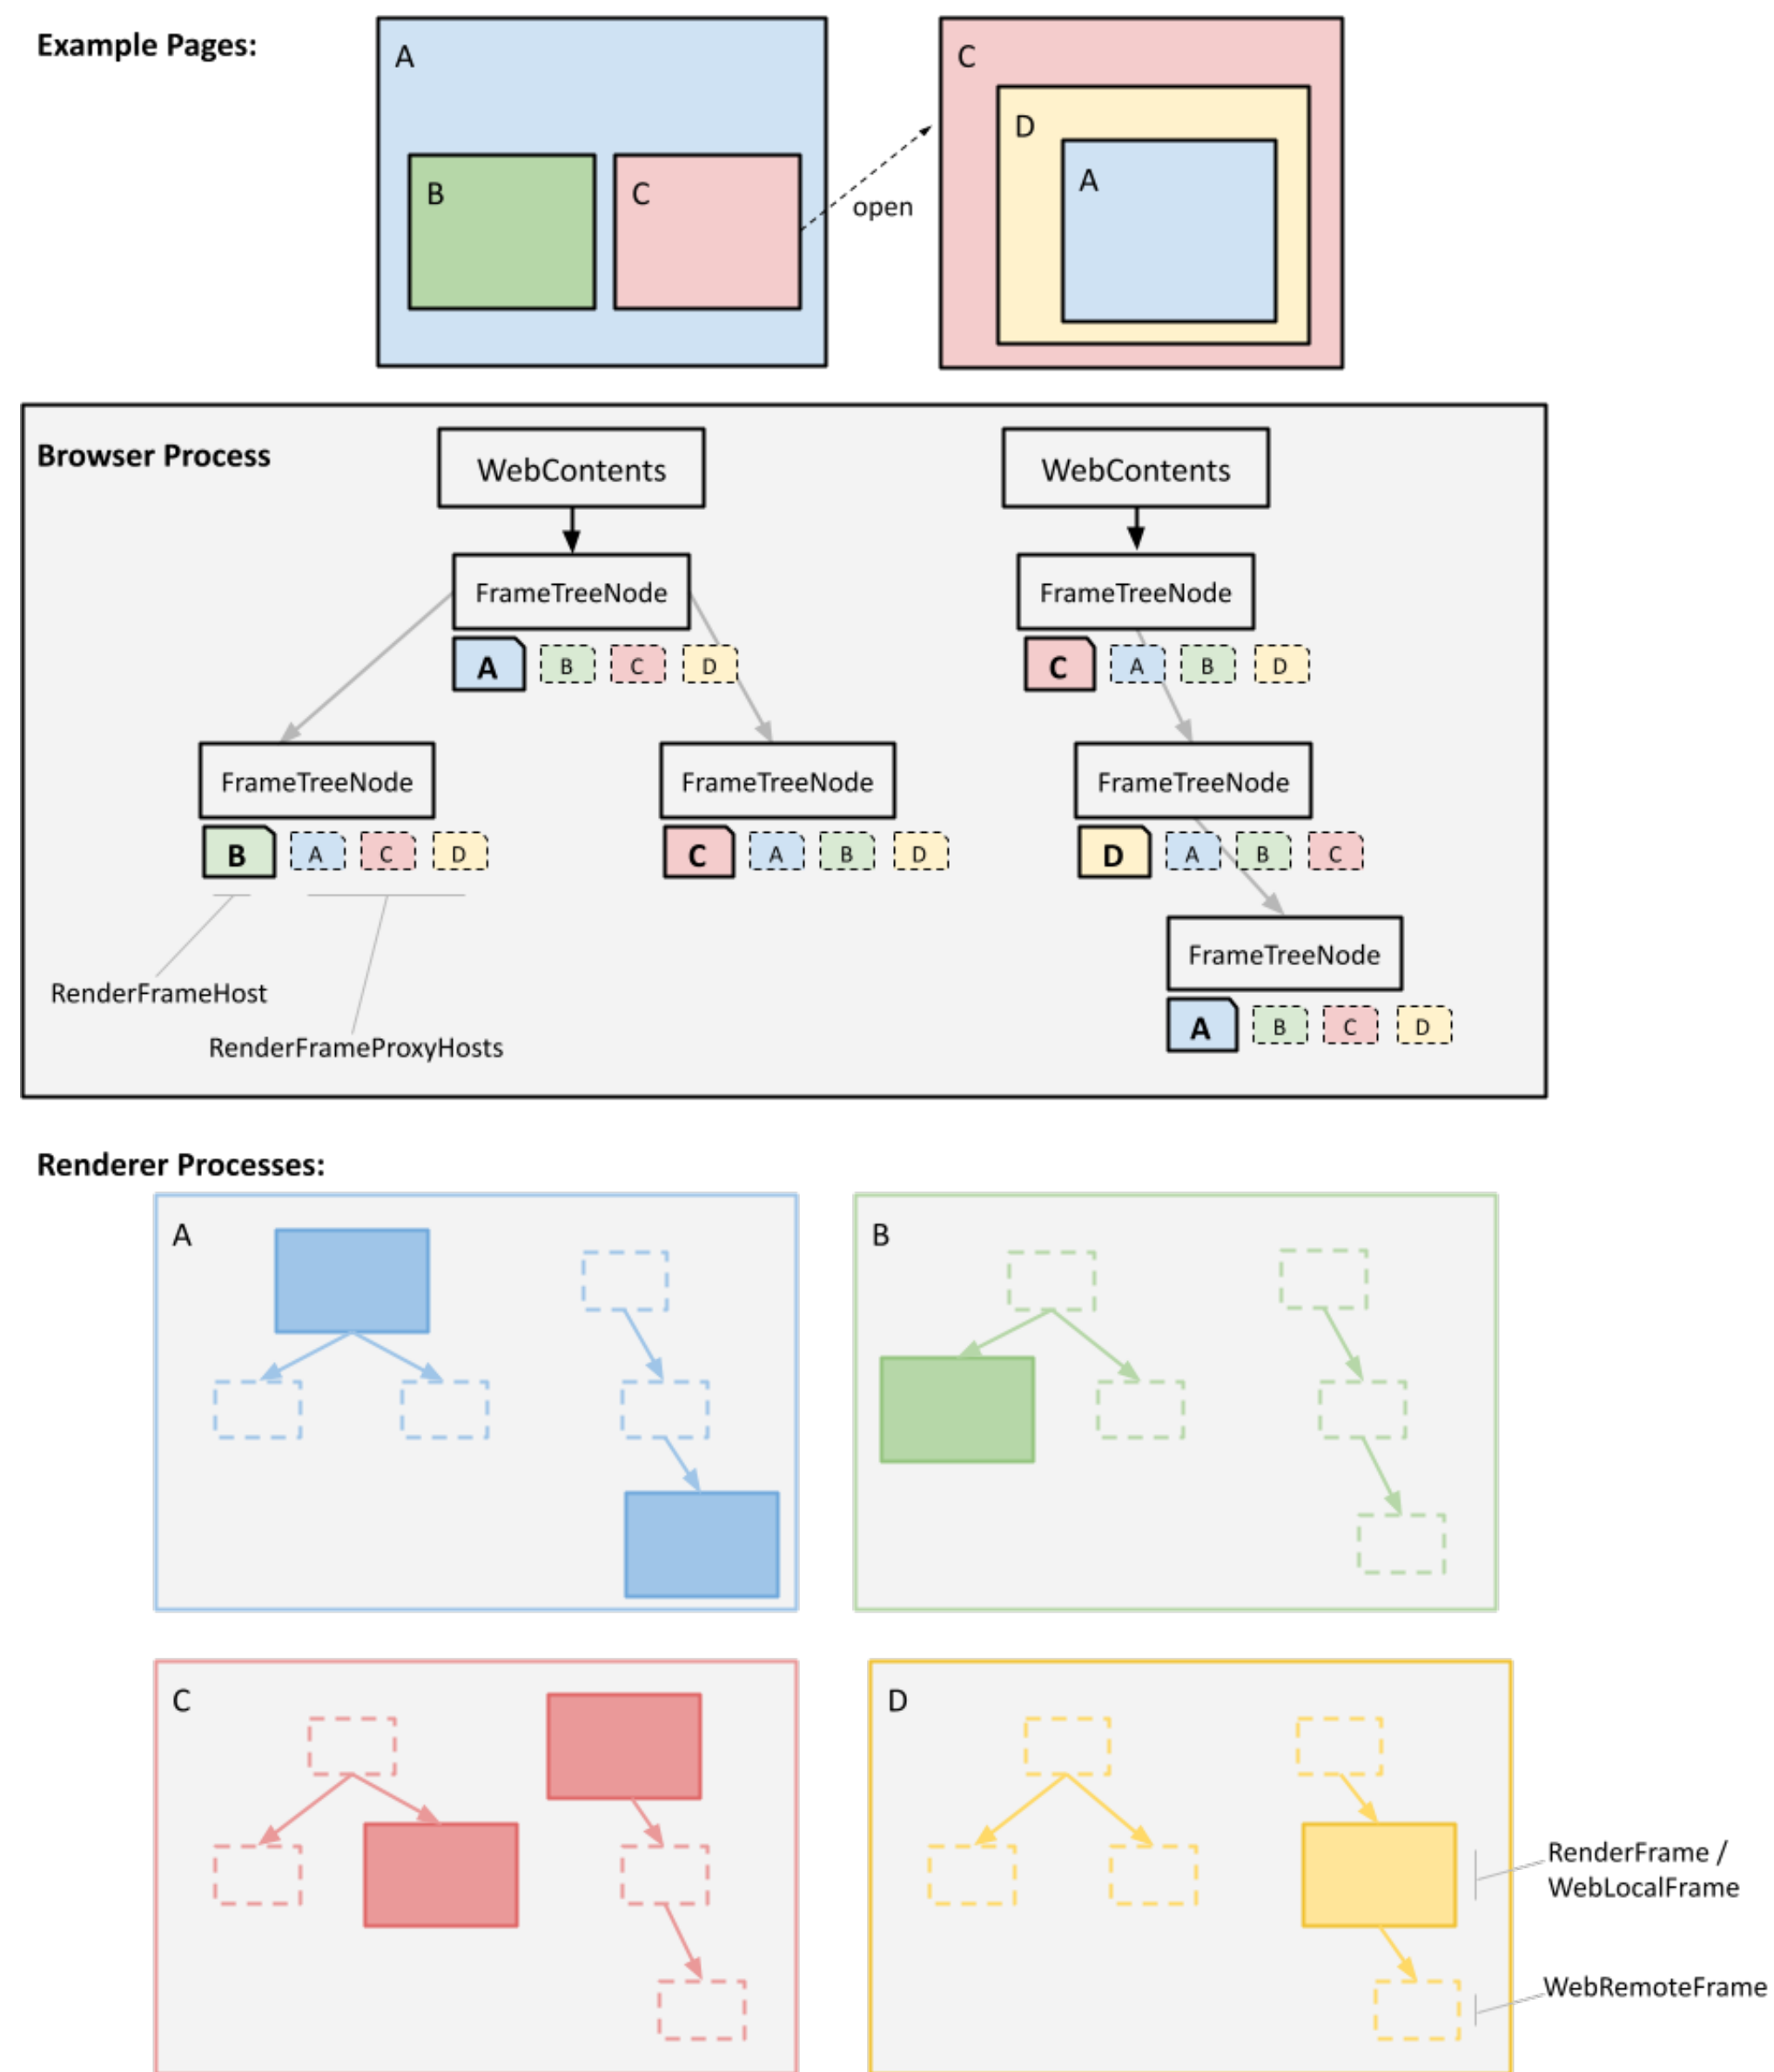 Example Pages:
A
B
C
open
C
D
A
Browser Process
WebContents
WebContents
FrameTreeNode
FrameTreeNode
A B C D
C A B D
FrameTreeNode
FrameTreeNode
FrameTreeNode
B A C D
C A B D
D A B C
FrameTreeNode
RenderFrameHost
A B C D
RenderFrameProxyHosts
Renderer Processes:
A
B
C
D
RenderFrame /
WebLocalFrame
WebRemoteFrame